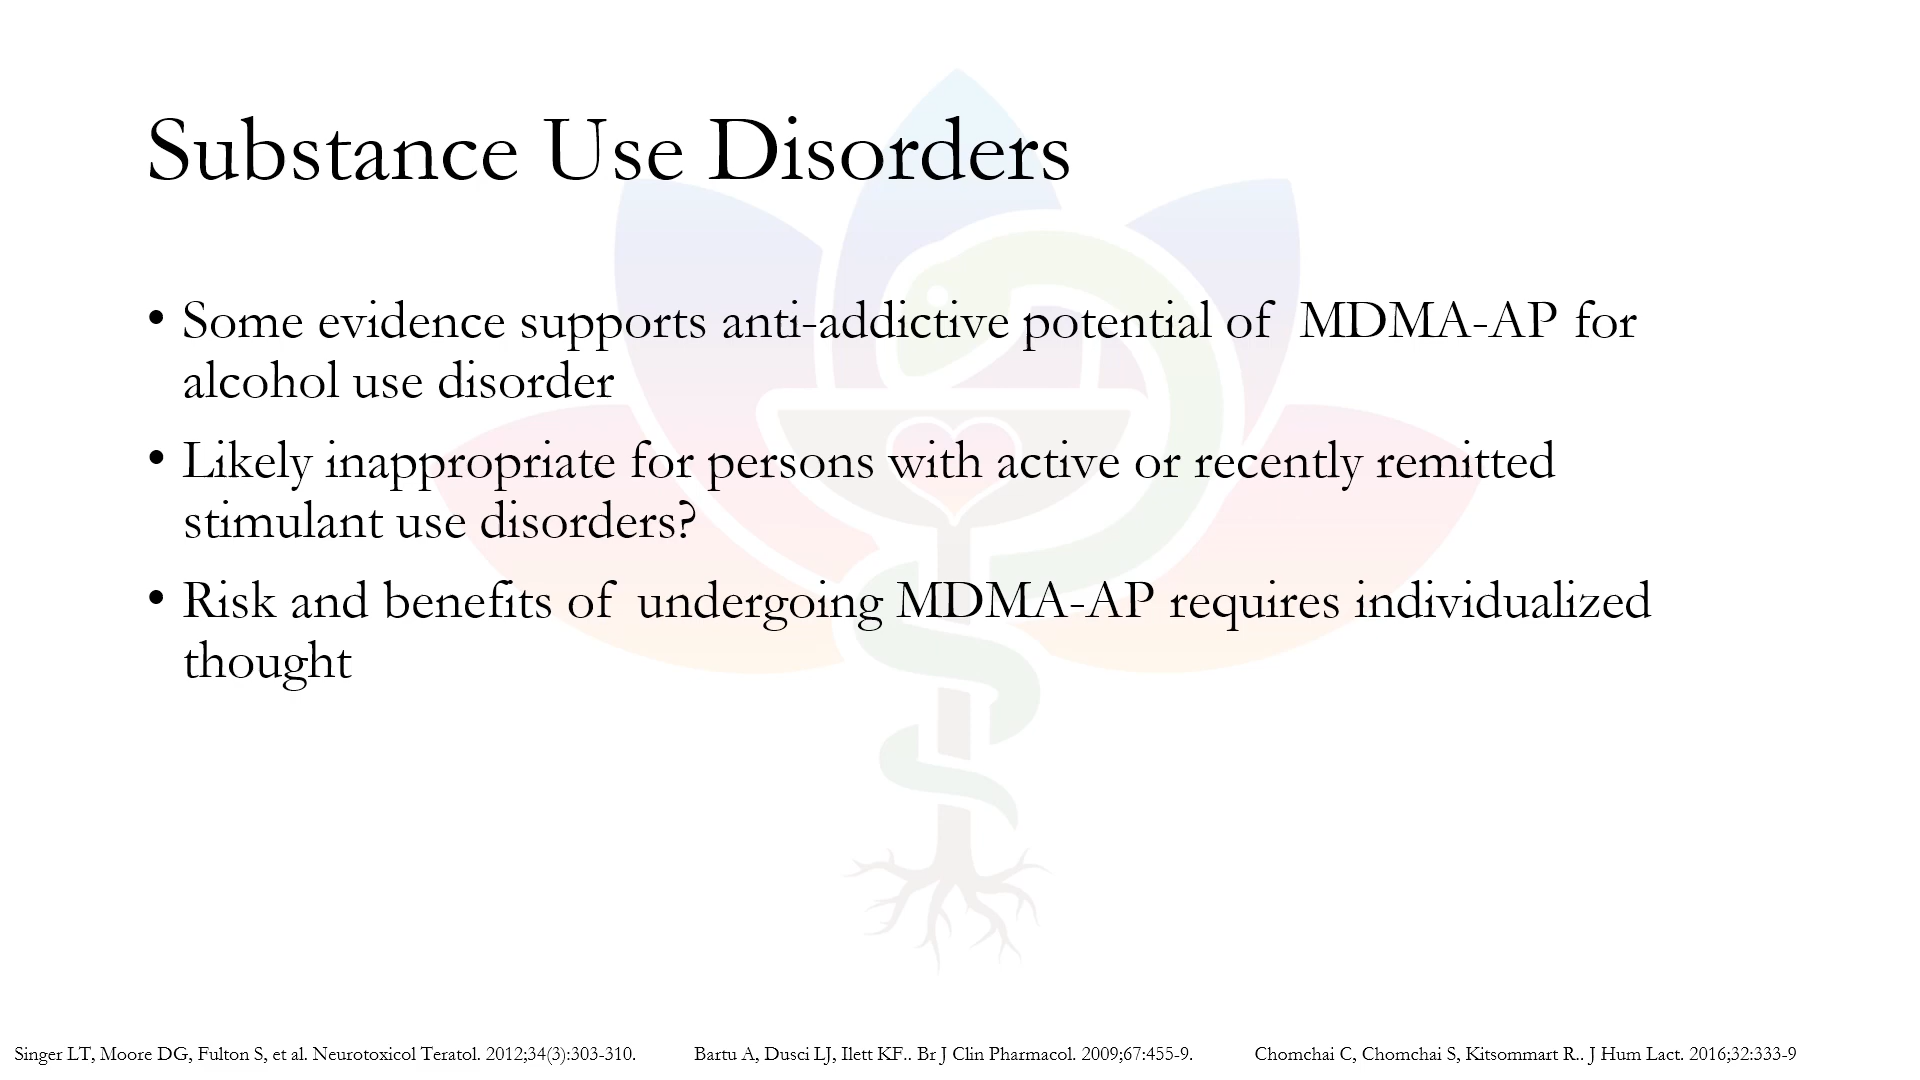 Substance Use Disorders
• Some evidence supports anti-addictive potential of MDMA-AP for
alcohol use disorder
• Likely inappropriate for persons with active or recently remitted
stimulant use disorders?
• Risk and benefits of undergoing MDMA-AP requires individualized
thought
Singer LT, Moore DG, Fulton S, et al. Neurotoxicol Teratol. 2012;34(3):303-310.
Bartu A, Dusci LJ, Ilett KF.. Br J Clin Pharmacol. 2009;67:455-9.
Chomchai C, Chomchai S, Kitsommart R.. J Hum Lact. 2016;32:333-9